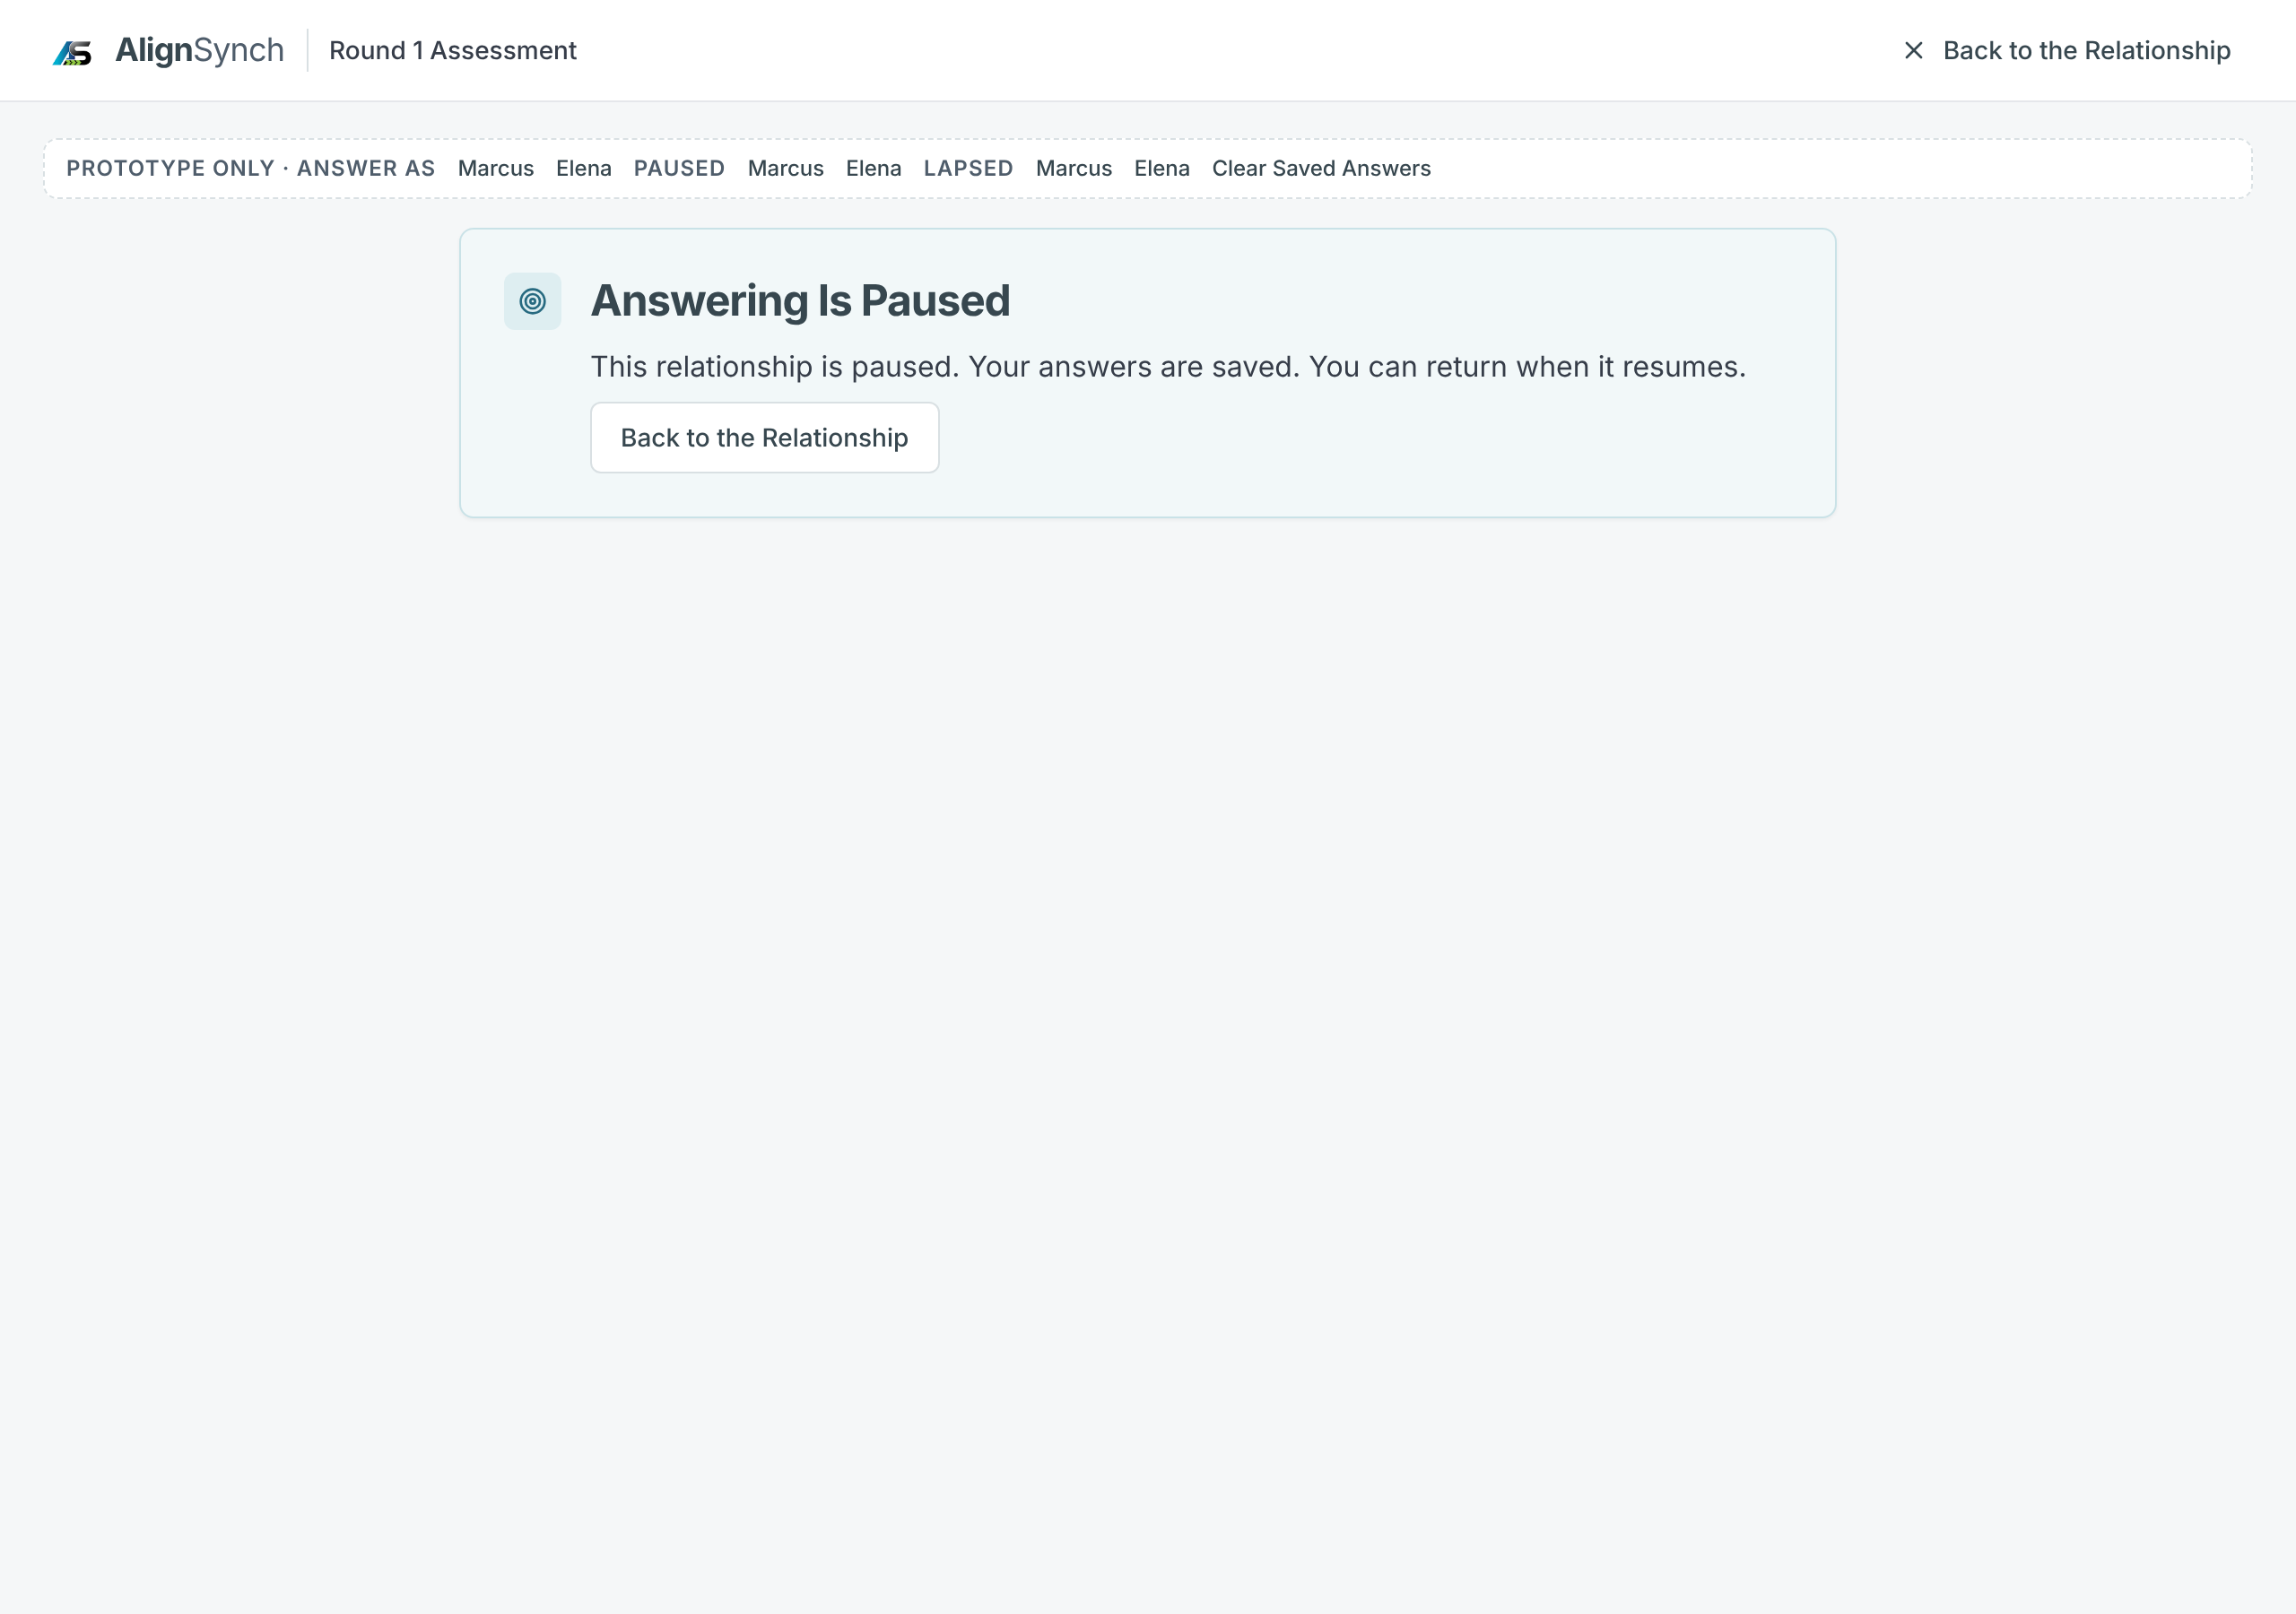 AlignSynch Round 1 Assessment Back to the Relationship
PROTOTYPE ONLY · ANSWER AS Marcus Elena PAUSED Marcus Elena LAPSED Marcus Elena Clear Saved Answers
Answering Is Paused
This relationship is paused. Your answers are saved. You can return when it resumes.
Back to the Relationship